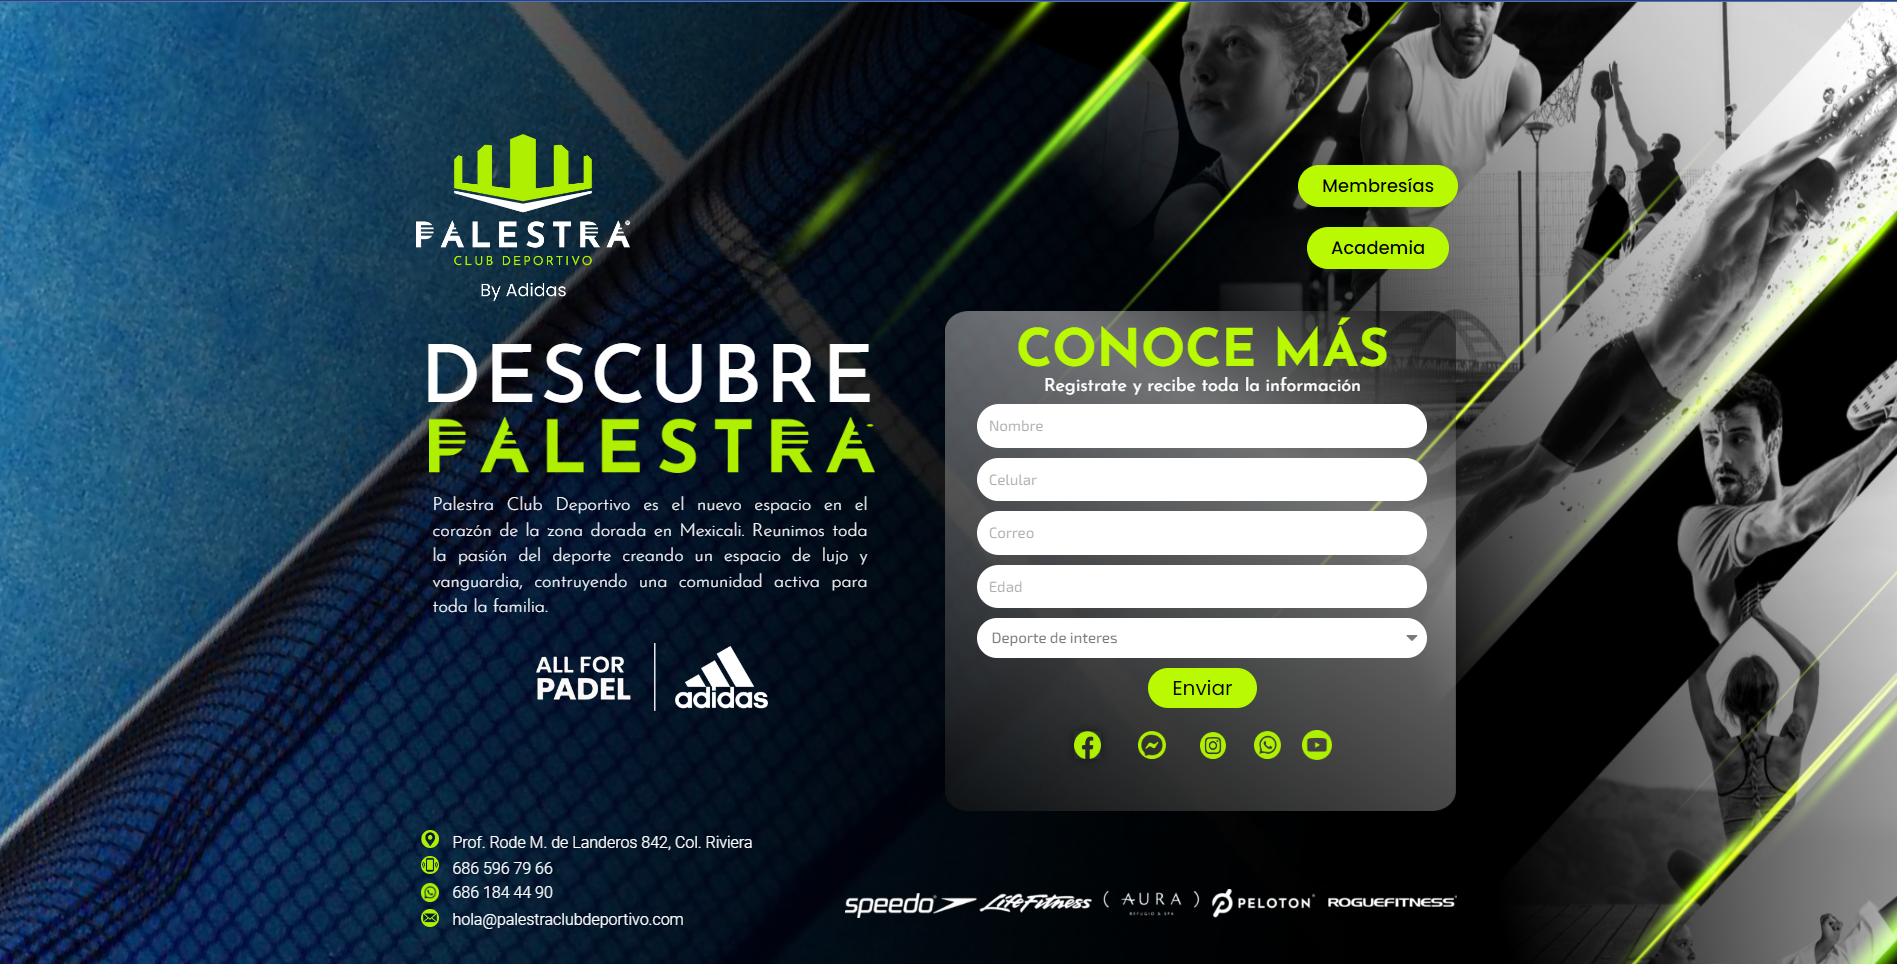 PALESTRA
CLUB DEPORTIVO
By Adidas
Membresías
Academia
DESCUBRE
PALESTRA
Palestra Club Deportivo es el nuevo espacio en el
corazón de la zona dorada en Mexicali. Reunimos toda
la pasión del deporte creando un espacio de lujo y
vanguardia, contruyendo una comunidad activa para
toda la familia.
ALL FOR
PADEL
adidas
CONOCE MÁS
Registrate y recibe toda la información
Nombre
Celular
Correo
Edad
Deporte de interes
Enviar
Prof. Rode M. de Landeros 842, Col. Riviera
686 596 79 66
686 184 44 90
hola@palestraclubdeportivo.com
speedo
Life Fitness
(AURA)
REFUGIO & SPA
PELOTON
ROGUEFITNESS